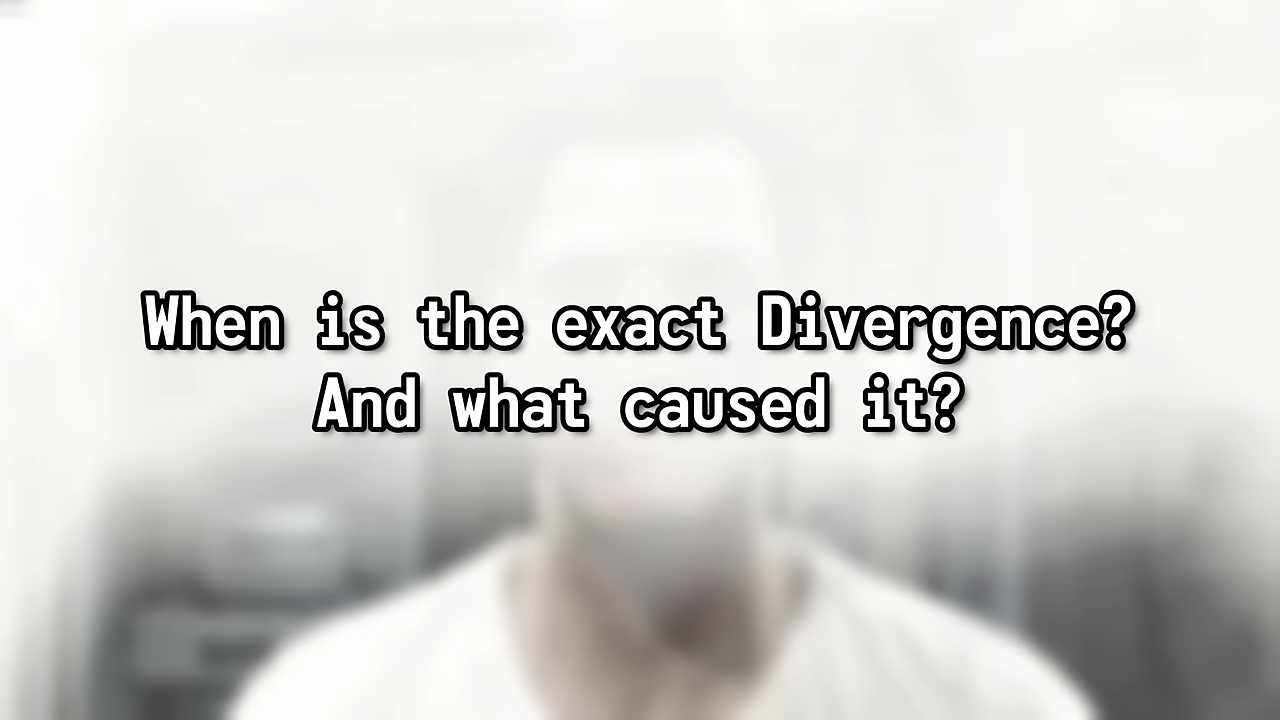 When is the exact Divergence?
And what caused it?